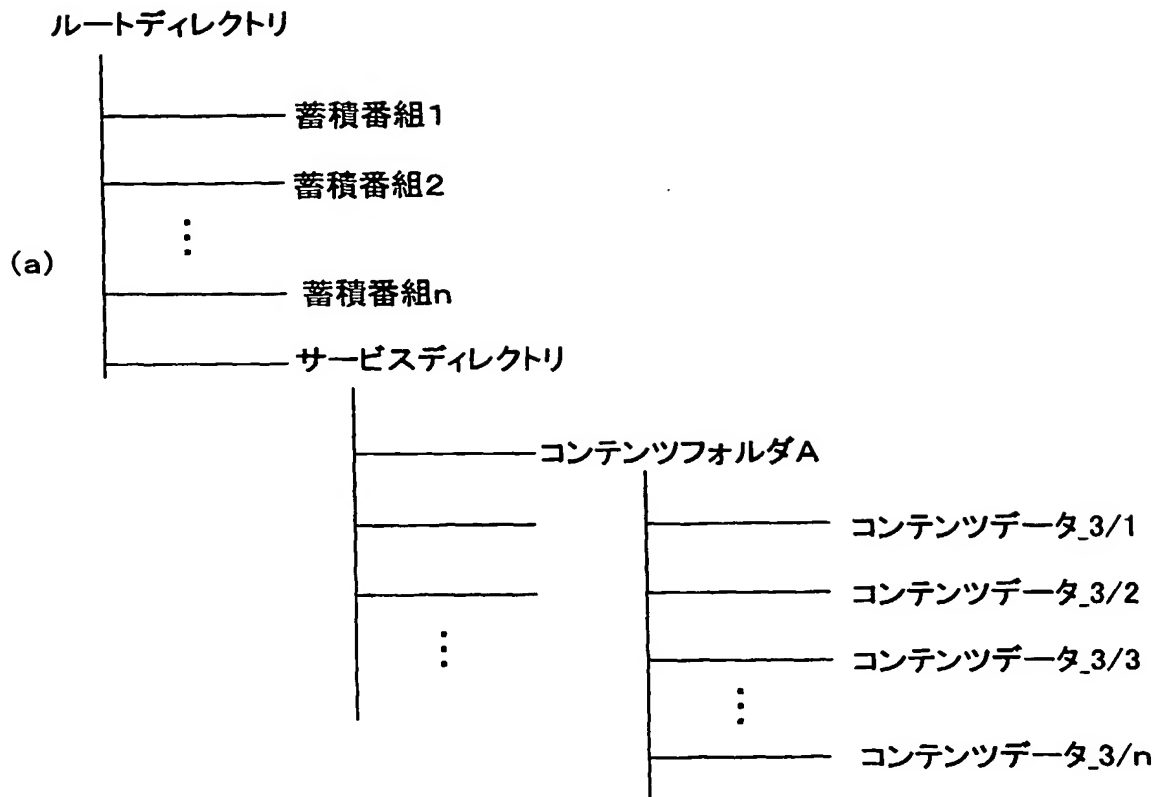 ルートディレクトリ
蓄積番組1
蓄積番組2
⋮
(a)
蓄積番組n
サービスディレクトリ
コンテンツフォルダA
コンテンツデータ_3/1
コンテンツデータ_3/2
⋮
コンテンツデータ_3/3
⋮
コンテンツデータ_3/n